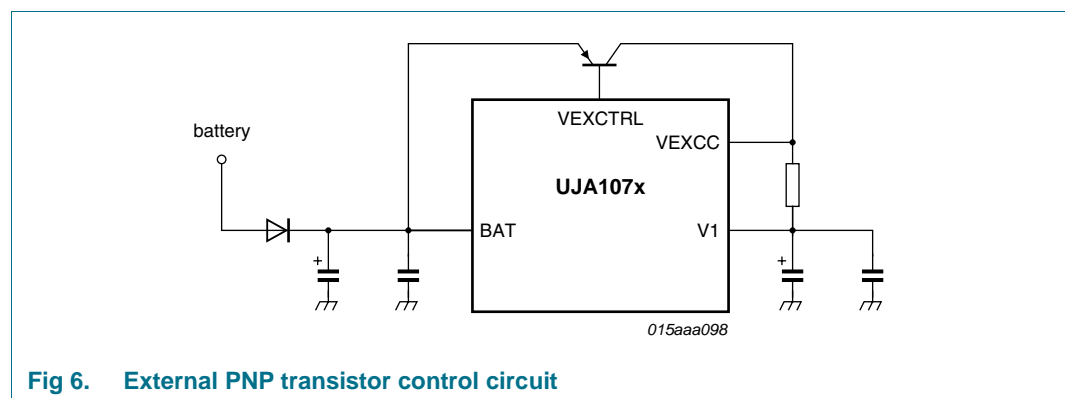 VEXCTRL
battery
VEXCC
UJA107x
BAT
V1
+
+
015aaa098
Fig 6. External PNP transistor control circuit